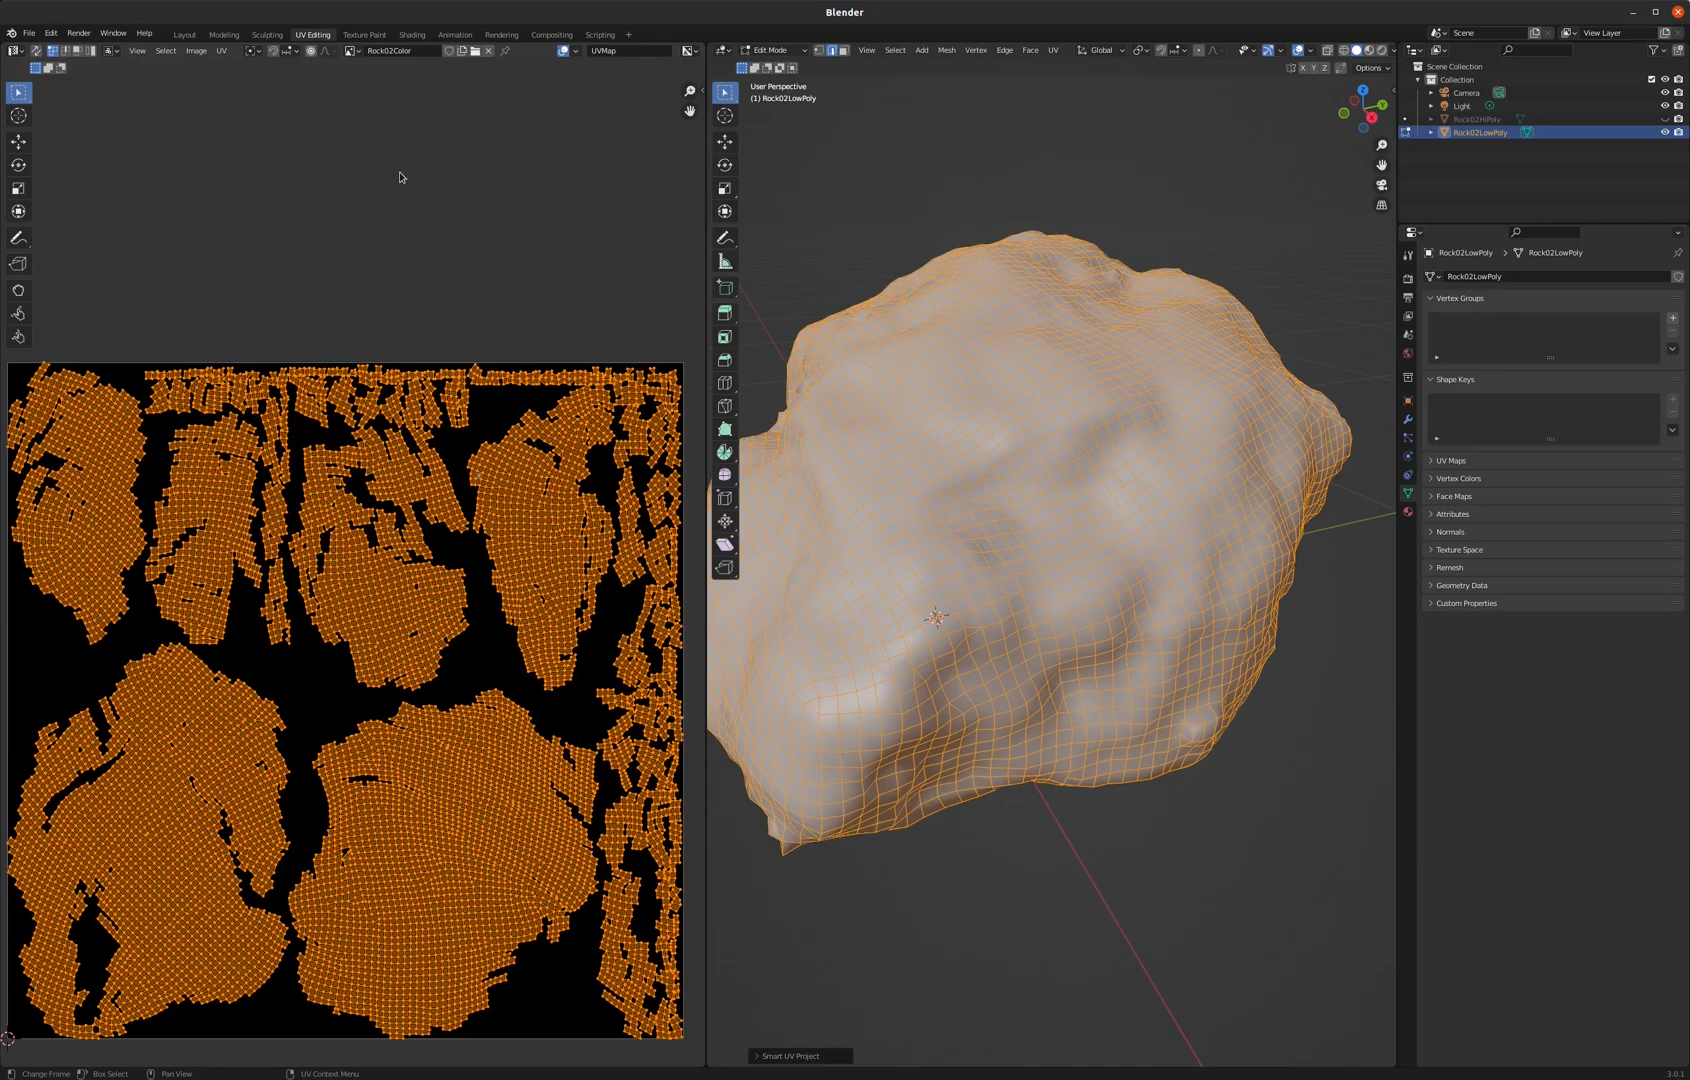 Blender
File Edit Render Window Help Layout Modeling Sculpting UV Editing Texture Paint Shading Animation Rendering Compositing Scripting +
Scene
View Layer
View Select Image UV Rock02Color UVMap
Edit Mode View Select Add Mesh Vertex Edge Face UV Global
X Y Z Options
User Perspective
(1) Rock02LowPoly
Z
Y
X
Scene Collection
Collection
Camera
Light
Rock02HiPoly
Rock02LowPoly
Rock02LowPoly > Rock02LowPoly
Rock02LowPoly
Vertex Groups
Shape Keys
UV Maps
Vertex Colors
Face Maps
Attributes
Normals
Texture Space
Remesh
Geometry Data
Custom Properties
Smart UV Project
Change Frame Box Select Pan View UV Context Menu 3.0.1